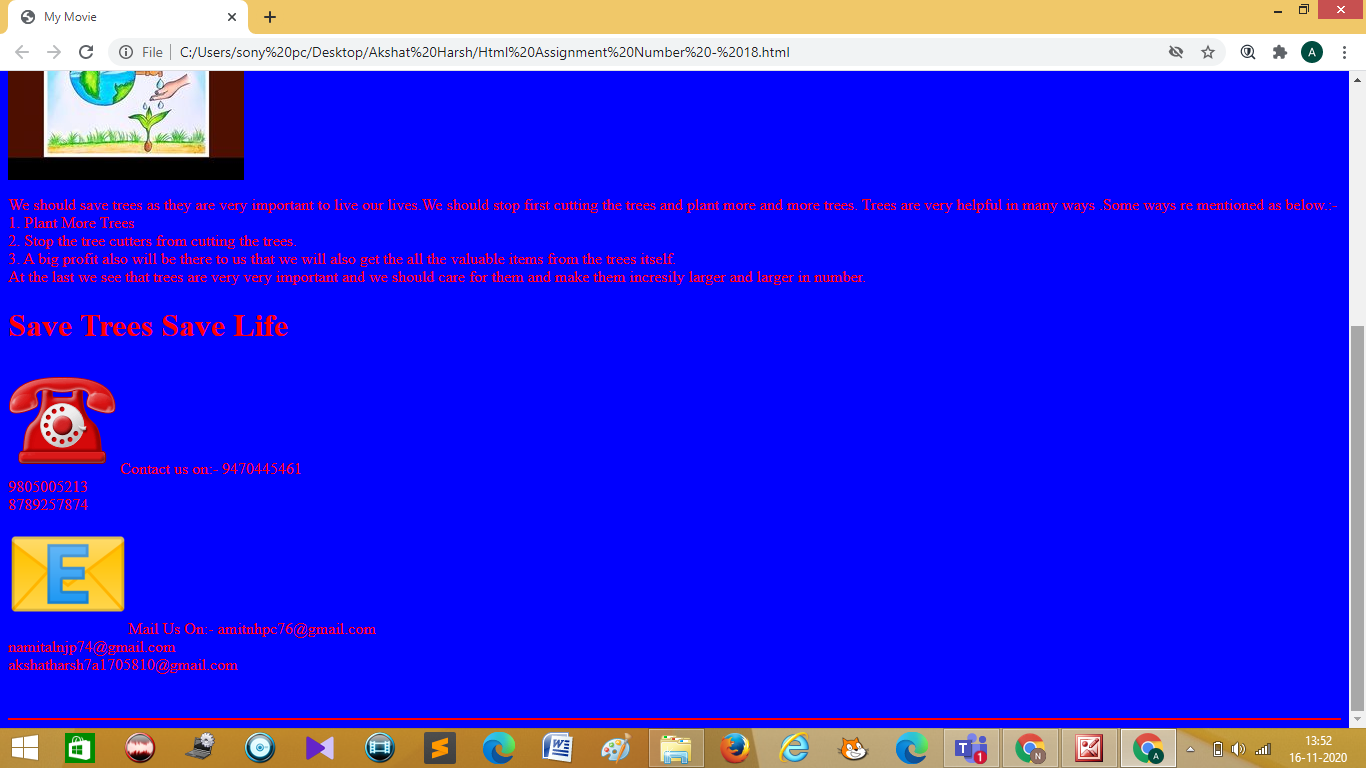 My Movie
File
C:/Users/sony%20pc/Desktop/Akshat%20Harsh/Html%20Assignment%20Number%20-%2018.html
A
We should save trees as they are very important to live our lives.We should stop first cutting the trees and plant more and more trees. Trees are very helpful in many ways .Some ways re mentioned as below.:-
1. Plant More Trees
2. Stop the tree cutters from cutting the trees.
3. A big profit also will be there to us that we will also get the all the valuable items from the trees itself.
At the last we see that trees are very very important and we should care for them and make them incresily larger and larger in number.
Save Trees Save Life
Contact us on:- 9470445461
9805005213
8789257874
E
Mail Us On:- amitnhpc76@gmail.com
namitalnjp74@gmail.com
akshatharsh7a1705810@gmail.com
S
W
T
1
N
A
13:52
16-11-2020